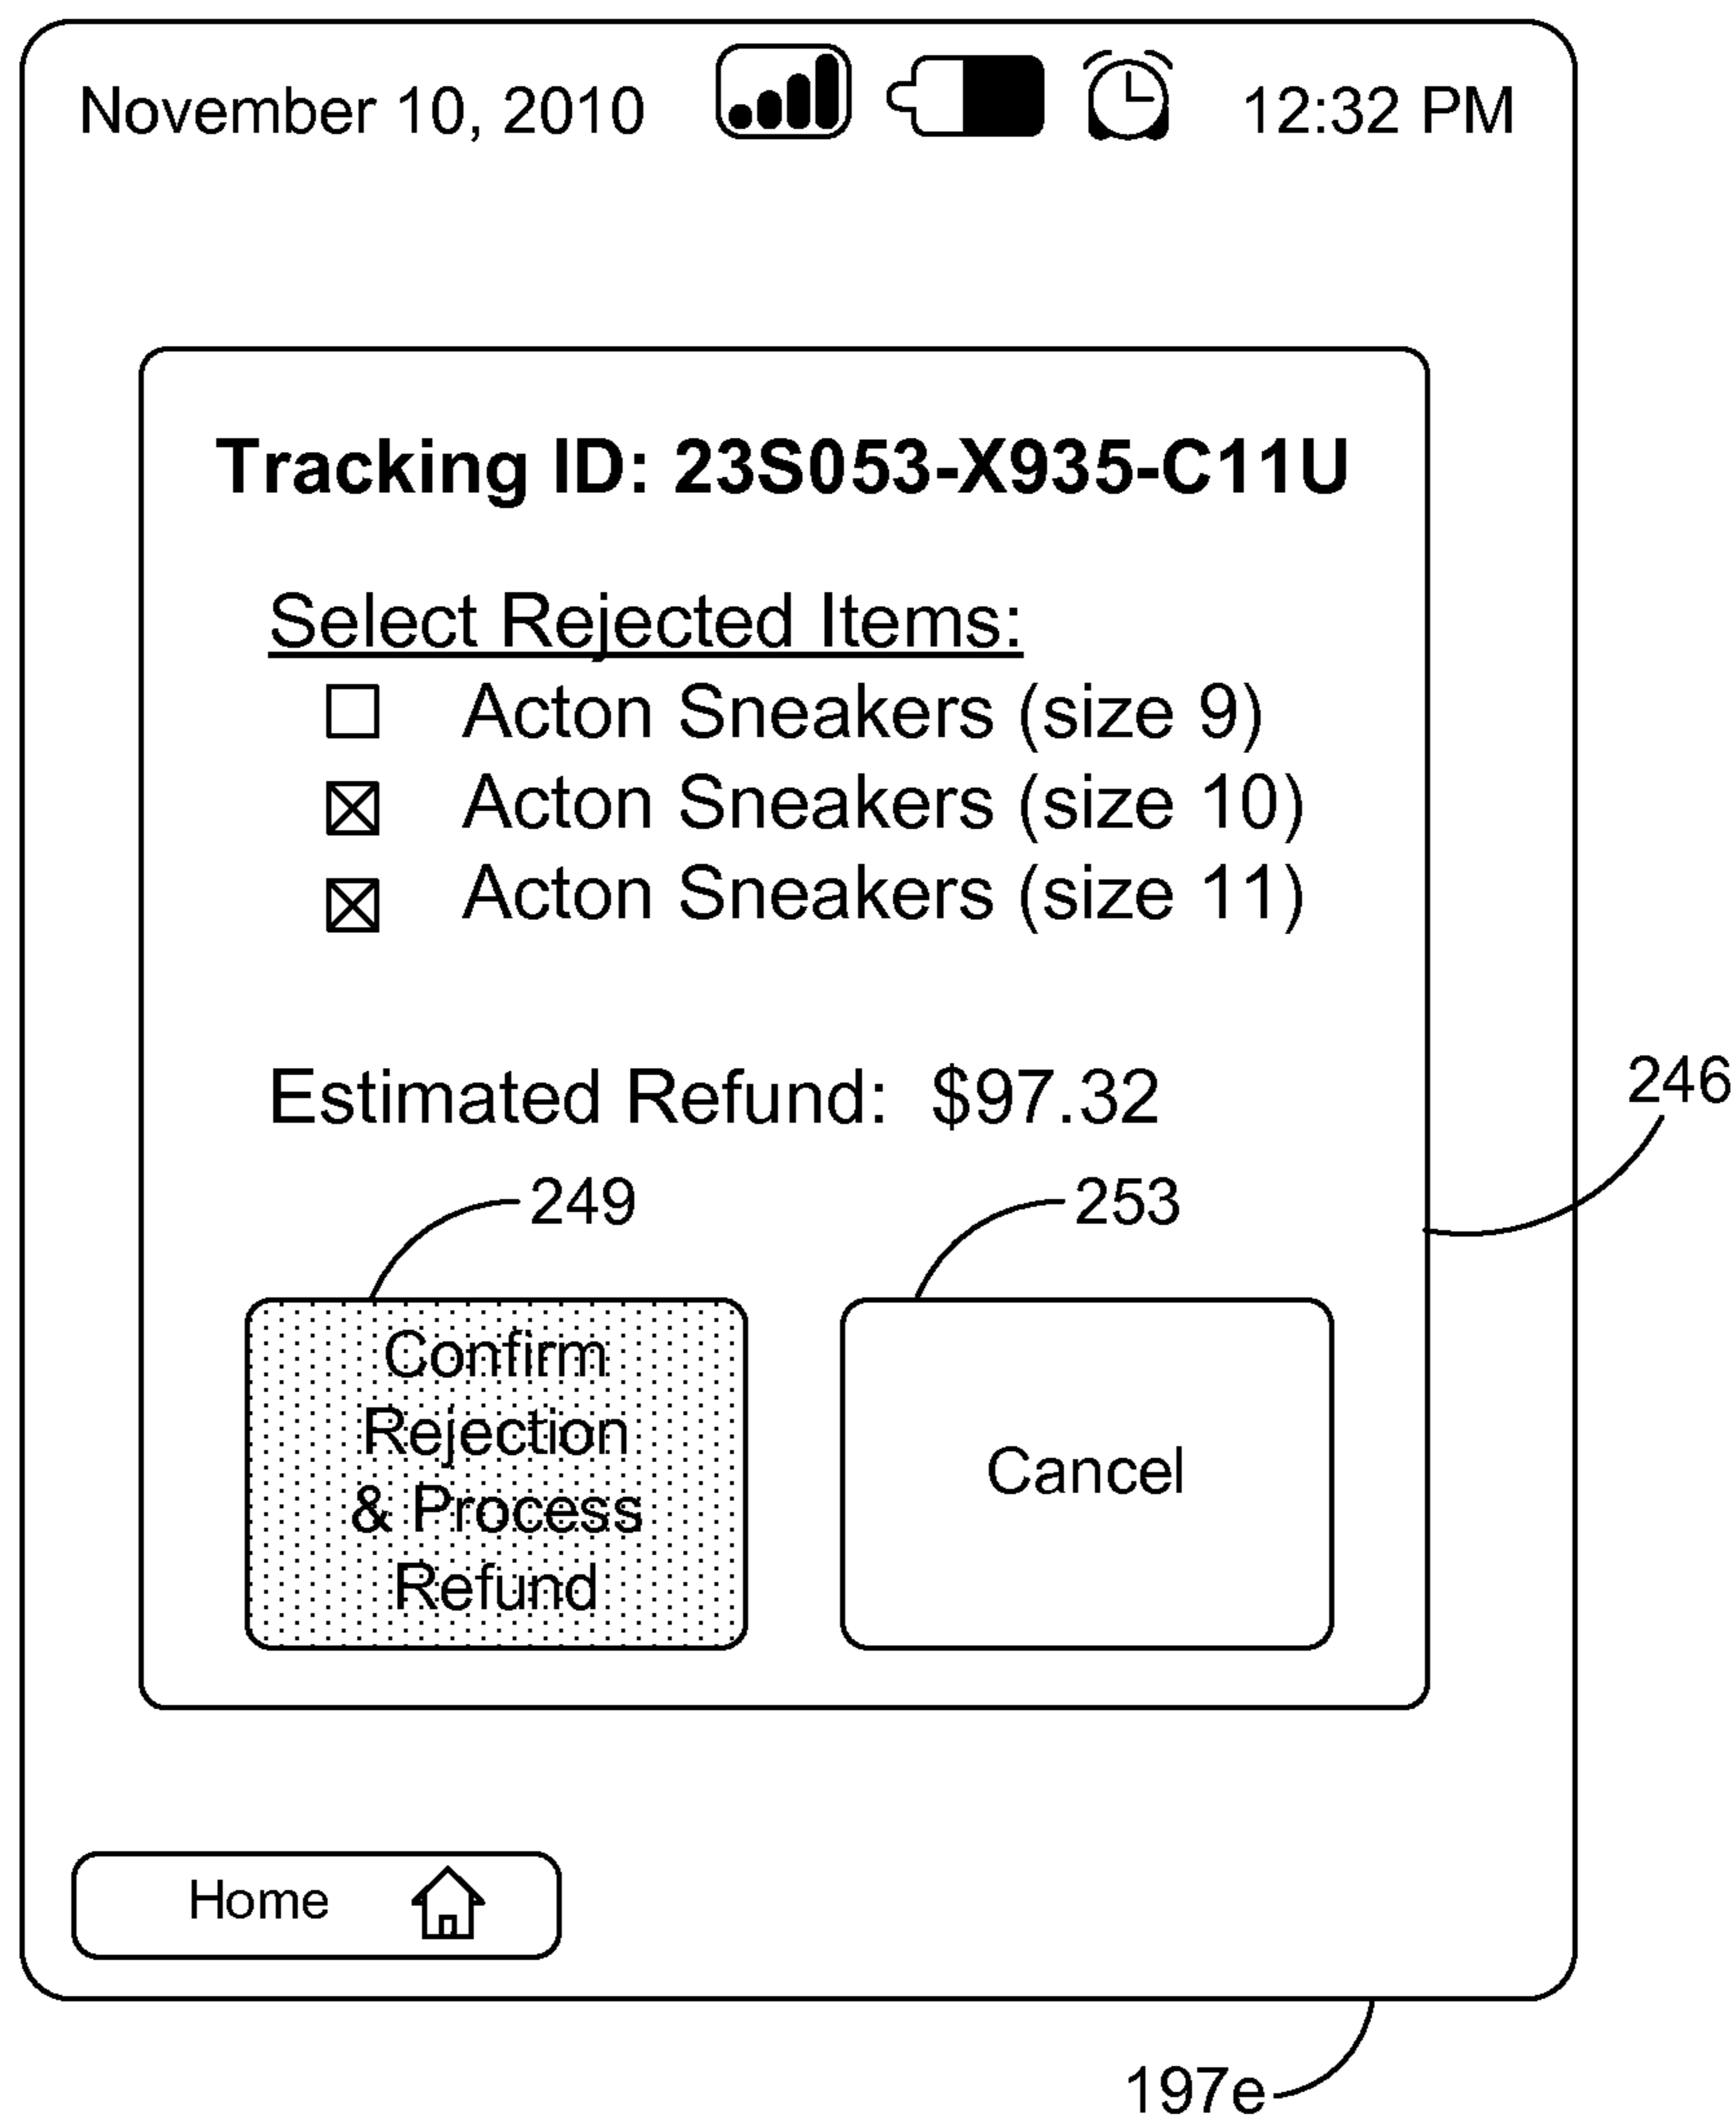 November 10, 2010 12:32 PM
Tracking ID: 23S053-X935-C11U
Select Rejected Items:
Acton Sneakers (size 9)
Acton Sneakers (size 10)
Acton Sneakers (size 11)
Estimated Refund: $97.32
246
249
253
Confirm
Rejection
& Process
Refund
Cancel
Home
197e